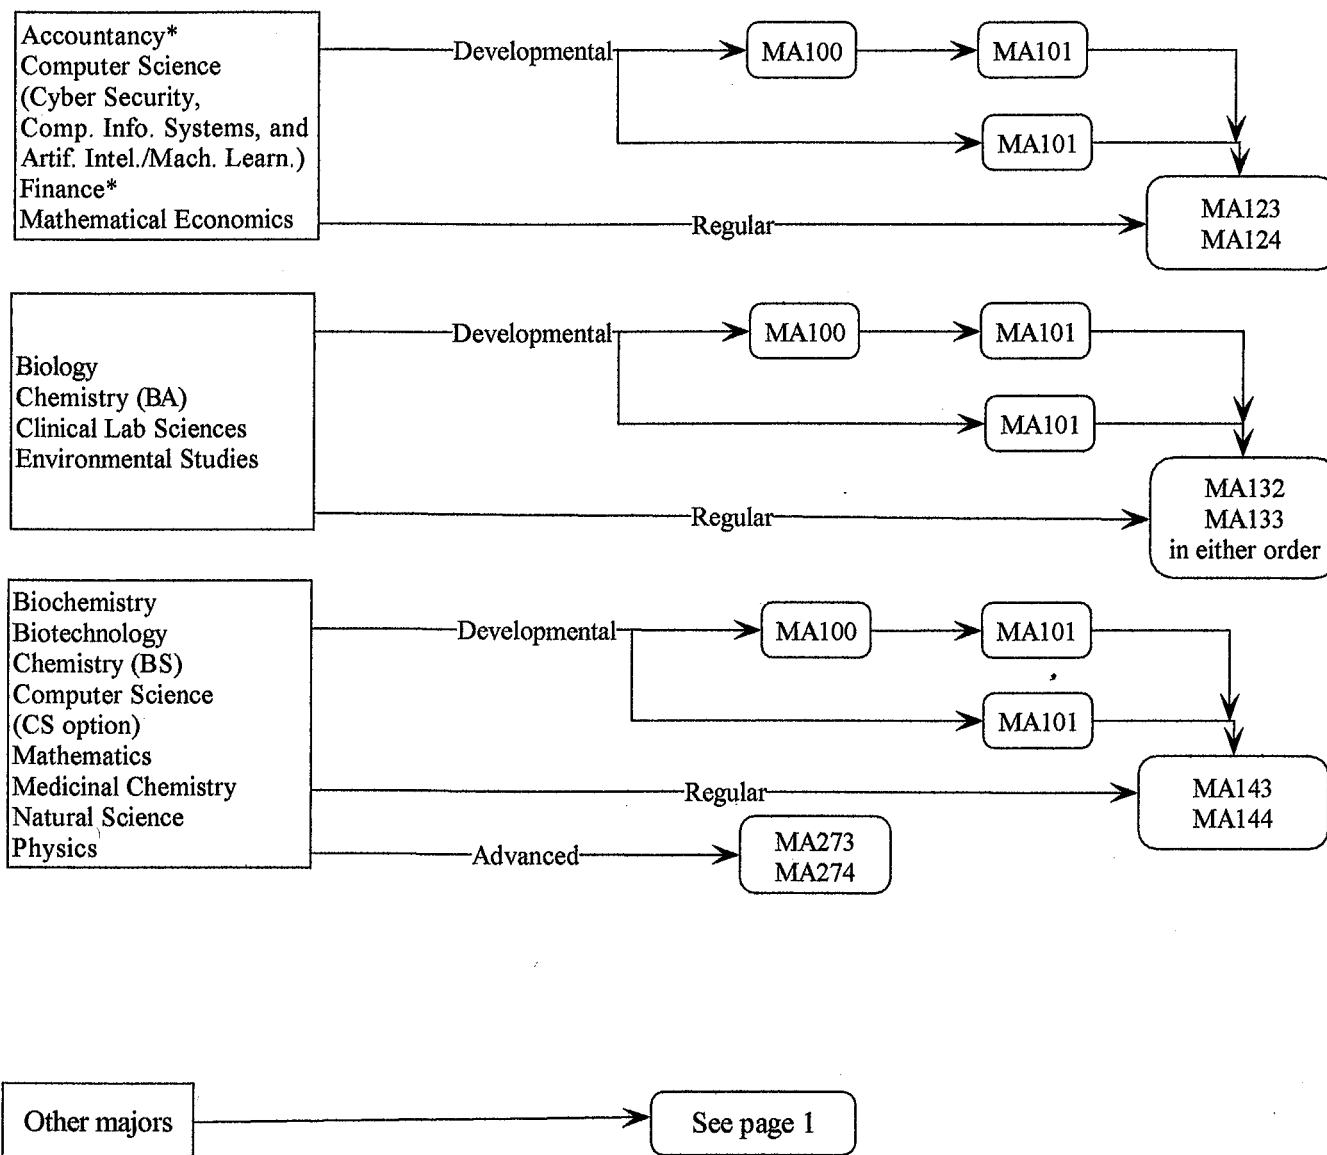 Accountancy*
Computer Science
(Cyber Security,
Comp. Info. Systems, and
Artif. Intel./Mach. Learn.)
Finance*
Mathematical Economics
Developmental
MA100
MA101
MA101
Regular
MA123
MA124
Biology
Chemistry (BA)
Clinical Lab Sciences
Environmental Studies
Developmental
MA100
MA101
MA101
Regular
MA132
MA133
in either order
Biochemistry
Biotechnology
Chemistry (BS)
Computer Science
(CS option)
Mathematics
Medicinal Chemistry
Natural Science
Physics
Developmental
MA100
MA101
MA101
Regular
MA143
MA144
Advanced
MA273
MA274
Other majors
See page 1